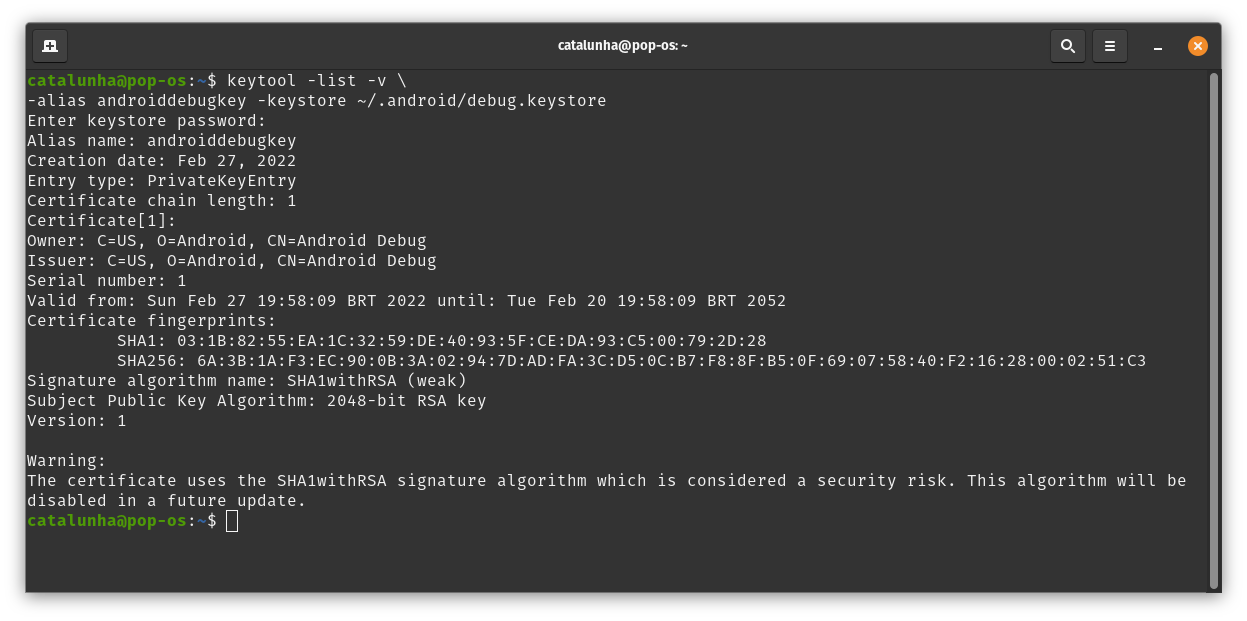 catalunha@pop-os: ~
catalunha@pop-os:~$ keytool -list -v \
-alias androiddebugkey -keystore ~/.android/debug.keystore
Enter keystore password:
Alias name: androiddebugkey
Creation date: Feb 27, 2022
Entry type: PrivateKeyEntry
Certificate chain length: 1
Certificate[1]:
Owner: C=US, O=Android, CN=Android Debug
Issuer: C=US, O=Android, CN=Android Debug
Serial number: 1
Valid from: Sun Feb 27 19:58:09 BRT 2022 until: Tue Feb 20 19:58:09 BRT 2052
Certificate fingerprints:
SHA1: 03:1B:82:55:EA:1C:32:59:DE:40:93:5F:CE:DA:93:C5:00:79:2D:28
SHA256: 6A:3B:1A:F3:EC:90:0B:3A:02:94:7D:AD:FA:3C:D5:0C:B7:F8:8F:B5:0F:69:07:58:40:F2:16:28:00:02:51:C3
Signature algorithm name: SHA1withRSA (weak)
Subject Public Key Algorithm: 2048-bit RSA key
Version: 1
Warning:
The certificate uses the SHA1withRSA signature algorithm which is considered a security risk. This algorithm will be
disabled in a future update.
catalunha@pop-os:~$